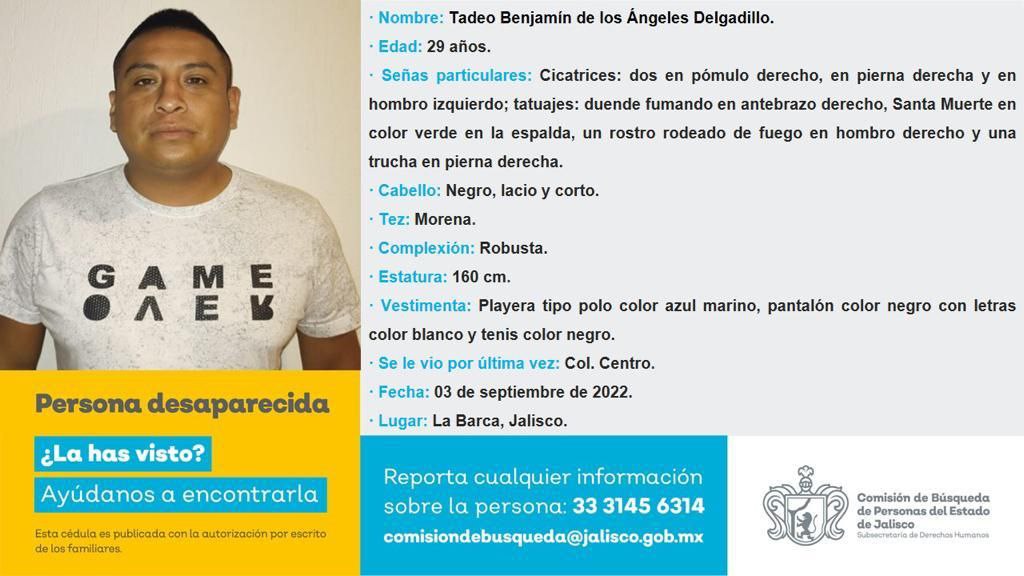 · Nombre: Tadeo Benjamín de los Ángeles Delgadillo.
· Edad: 29 años.
· Señas particulares: Cicatrices: dos en pómulo derecho, en pierna derecha y en
hombro izquierdo; tatuajes: duende fumando en antebrazo derecho, Santa Muerte en
color verde en la espalda, un rostro rodeado de fuego en hombro derecho y una
trucha en pierna derecha.
· Cabello: Negro, lacio y corto.
· Tez: Morena.
· Complexión: Robusta.
· Estatura: 160 cm.
· Vestimenta: Playera tipo polo color azul marino, pantalón color negro con letras
color blanco y tenis color negro.
· Se le vio por última vez: Col. Centro.
· Fecha: 03 de septiembre de 2022.
· Lugar: La Barca, Jalisco.
GAME
OVER
Persona desaparecida
¿La has visto?
Ayúdanos a encontrarla
Esta cédula es publicada con la autorización por escrito
de los familiares.
Reporta cualquier información
sobre la persona: 33 3145 6314
comisiondebusqueda@jalisco.gob.mx
Comisión de Búsqueda
de Personas del Estado
de Jalisco
Subsecretaría de Derechos Humanos